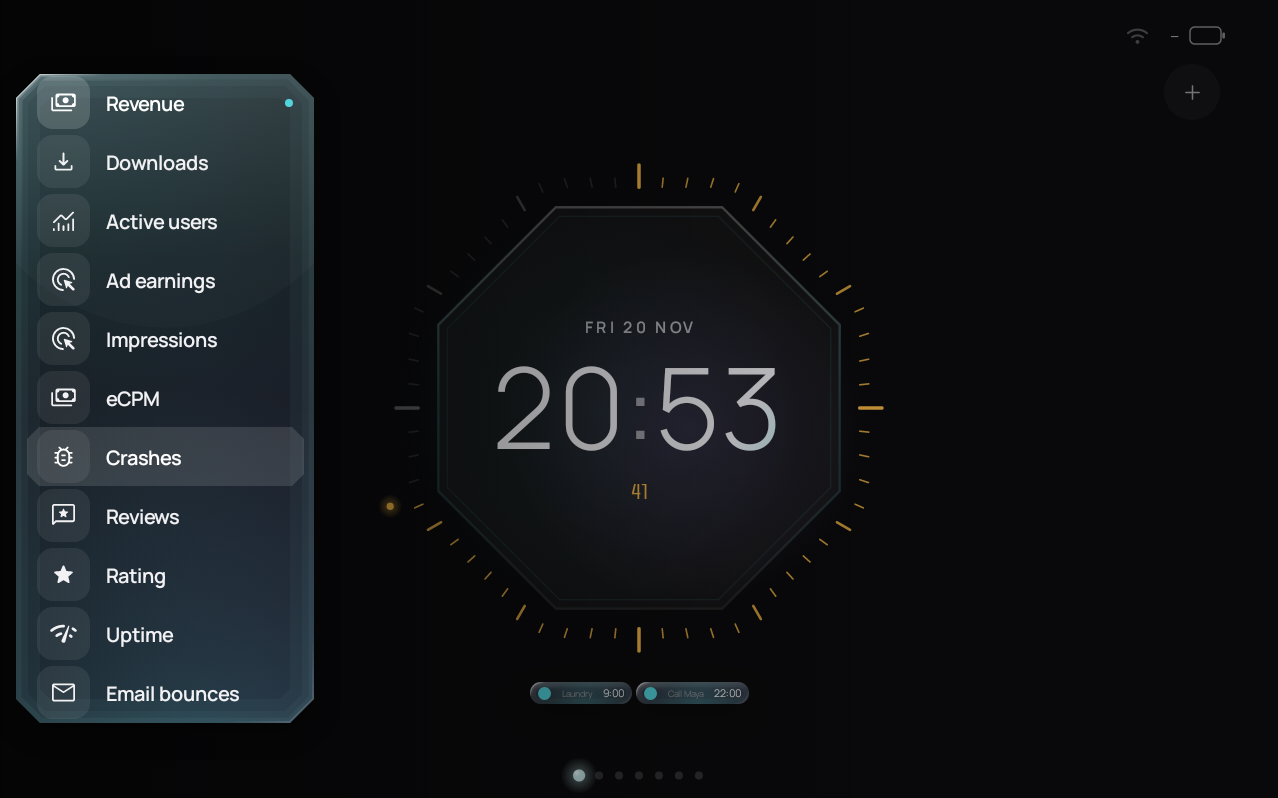 Revenue
Downloads
Active users
Ad earnings
Impressions
eCPM
Crashes
Reviews
Rating
Uptime
Email bounces
FRI 20 NOV
20:53
41
Laundry 9:00
Call Maya 22:00